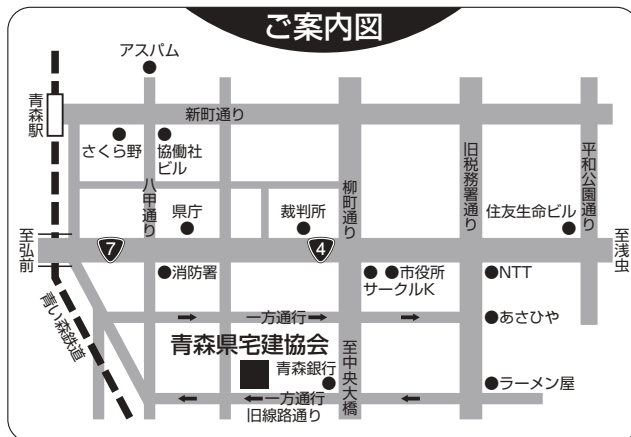 ご案内図
アスパム
青森駅
新町通り
さくら野
協働社
ビル
八甲通り
県庁
裁判所
柳町通り
旧税務署通り
平和公園通り
住友生命ビル
至弘前
7
4
至浅虫
消防署
市役所
サークルK
NTT
青い森鉄道
一方通行
あさひや
青森県宅建協会
青森銀行
至中央大橋
一方通行
旧線路通り
ラーメン屋